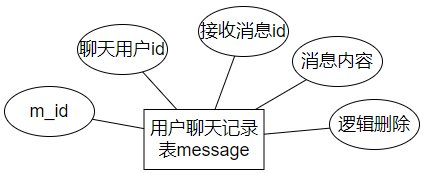 接收消息id
聊天用户id
消息内容
m_id
用户聊天记录
表message
逻辑删除